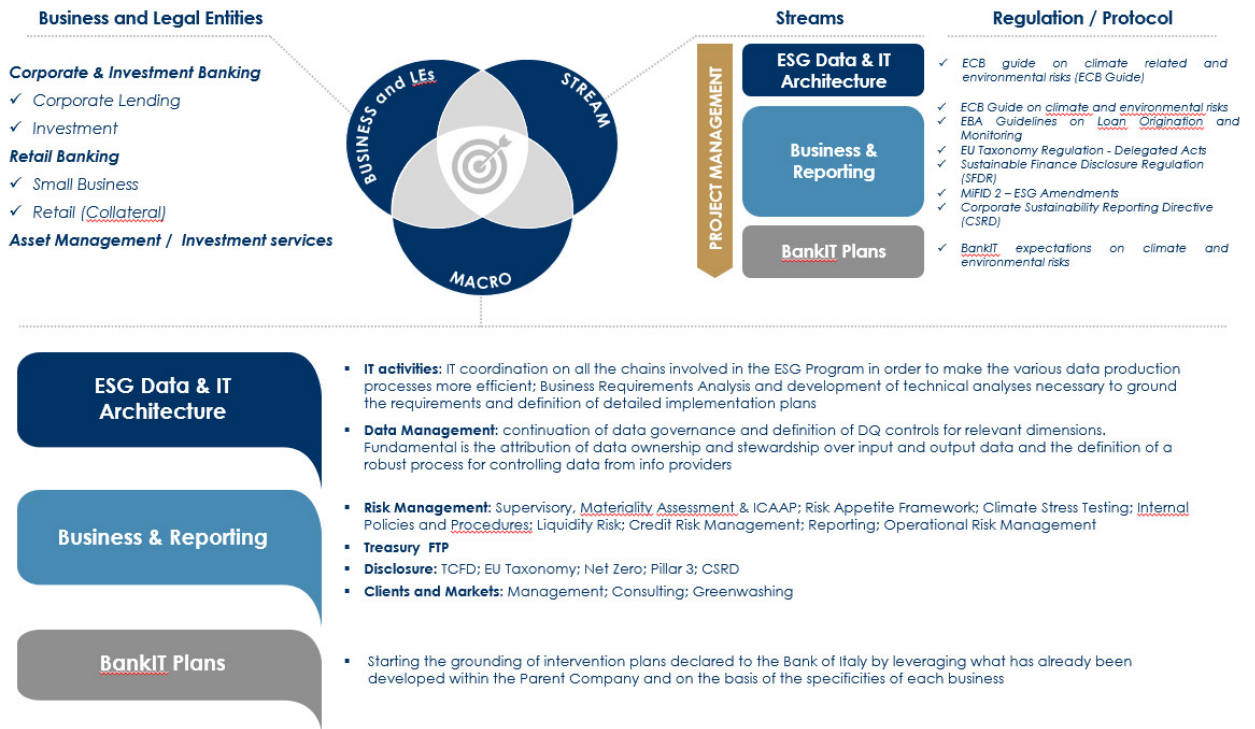 Business and Legal Entities
Corporate & Investment Banking
✓ Corporate Lending
✓ Investment
Retail Banking
✓ Small Business
✓ Retail (Collateral)
Asset Management / Investment services
BUSINESS and LEs
STREAM
MACRO
Streams
PROJECT MANAGEMENT
ESG Data & IT
Architecture
Business &
Reporting
BankIT Plans
Regulation / Protocol
✓ ECB guide on climate related and
environmental risks (ECB Guide)
✓ ECB Guide on climate and environmental risks
✓ EBA Guidelines on Loan Origination and
Monitoring
✓ EU Taxonomy Regulation - Delegated Acts
✓ Sustainable Finance Disclosure Regulation
(SFDR)
✓ MiFID 2 – ESG Amendments
✓ Corporate Sustainability Reporting Directive
(CSRD)
✓ BankIT expectations on climate and
environmental risks
ESG Data & IT
Architecture
▪ IT activities: IT coordination on all the chains involved in the ESG Program in order to make the various data production
processes more efficient; Business Requirements Analysis and development of technical analyses necessary to ground
the requirements and definition of detailed implementation plans
▪ Data Management: continuation of data governance and definition of DQ controls for relevant dimensions.
Fundamental is the attribution of data ownership and stewardship over input and output data and the definition of a
robust process for controlling data from info providers
Business & Reporting
▪ Risk Management: Supervisory, Materiality Assessment & ICAAP; Risk Appetite Framework; Climate Stress Testing; Internal
Policies and Procedures; Liquidity Risk; Credit Risk Management; Reporting; Operational Risk Management
▪ Treasury FTP
▪ Disclosure: TCFD; EU Taxonomy; Net Zero; Pillar 3; CSRD
▪ Clients and Markets: Management; Consulting; Greenwashing
BankIT Plans
▪ Starting the grounding of intervention plans declared to the Bank of Italy by leveraging what has already been
developed within the Parent Company and on the basis of the specificities of each business